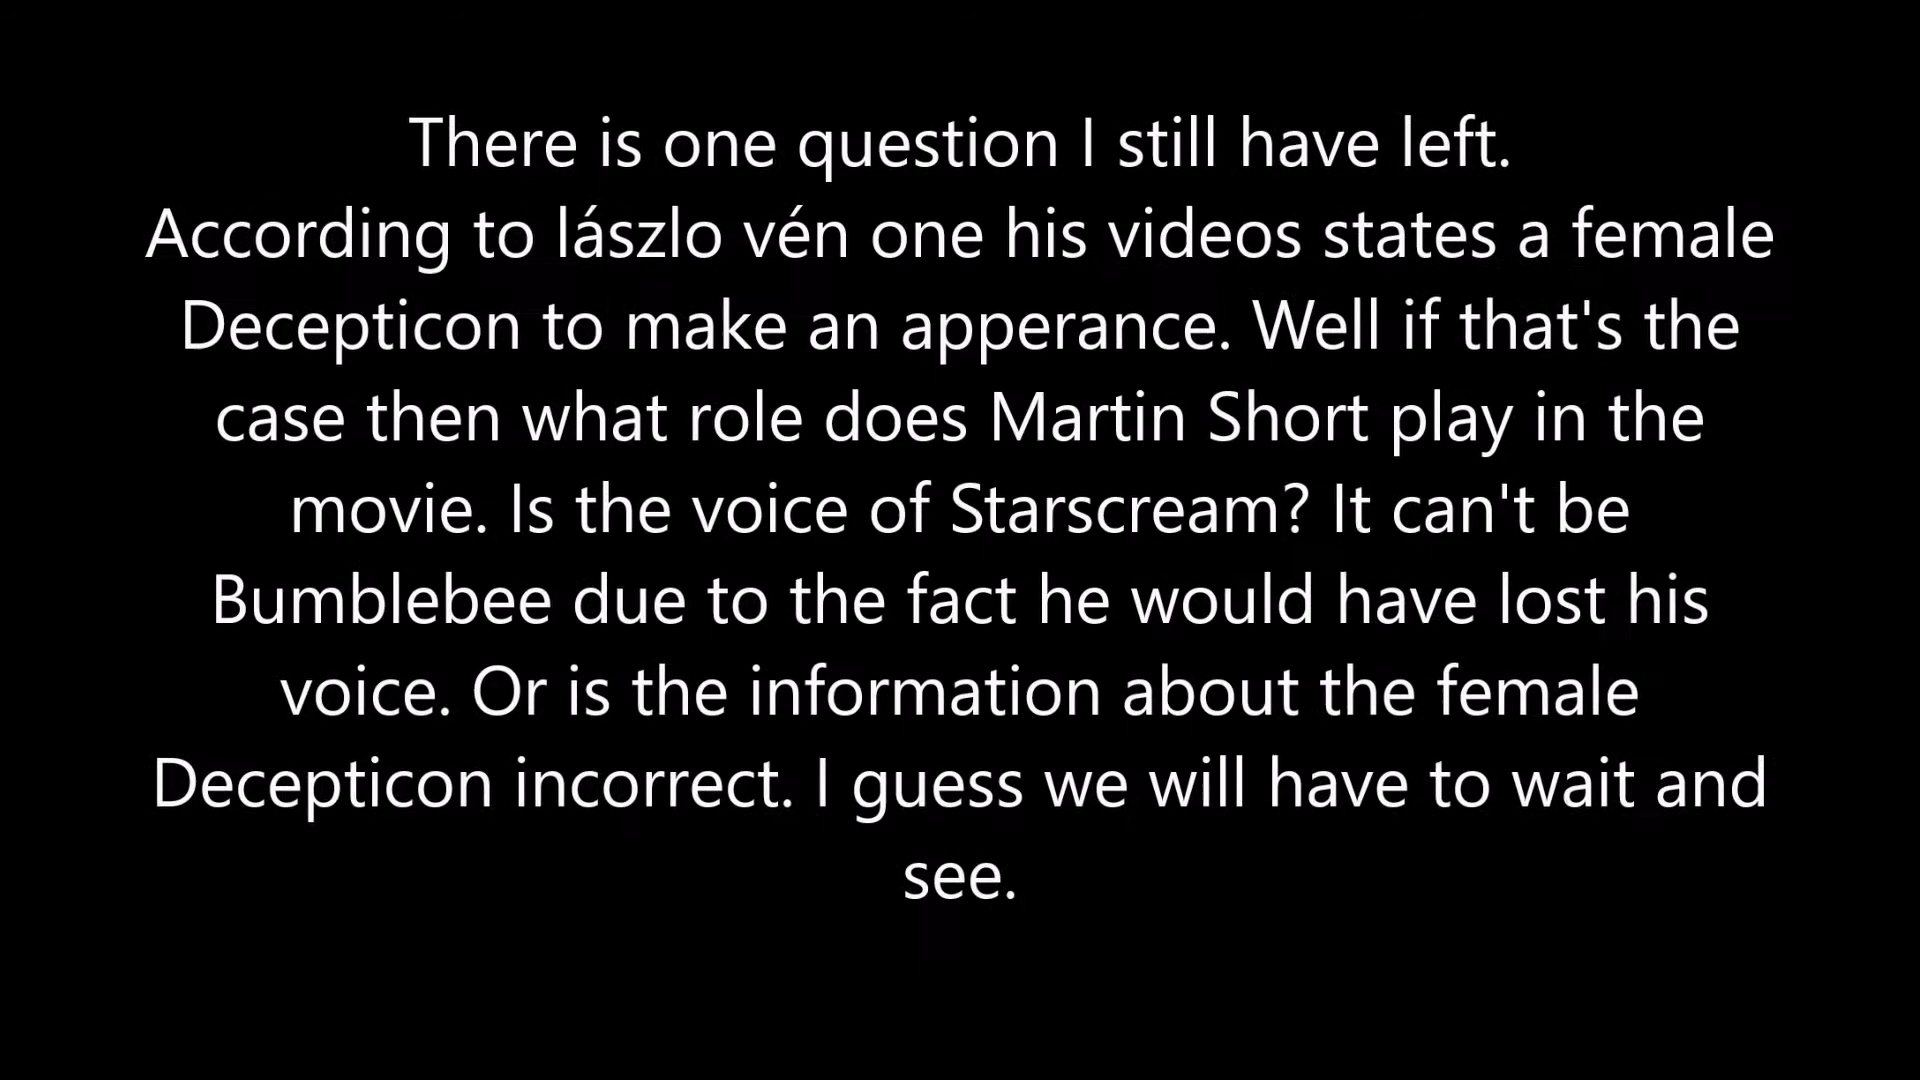 There is one question I still have left.
According to lászlo vén one his videos states a female
Decepticon to make an apperance. Well if that's the
case then what role does Martin Short play in the
movie. Is the voice of Starscream? It can't be
Bumblebee due to the fact he would have lost his
voice. Or is the information about the female
Decepticon incorrect. I guess we will have to wait and
see.